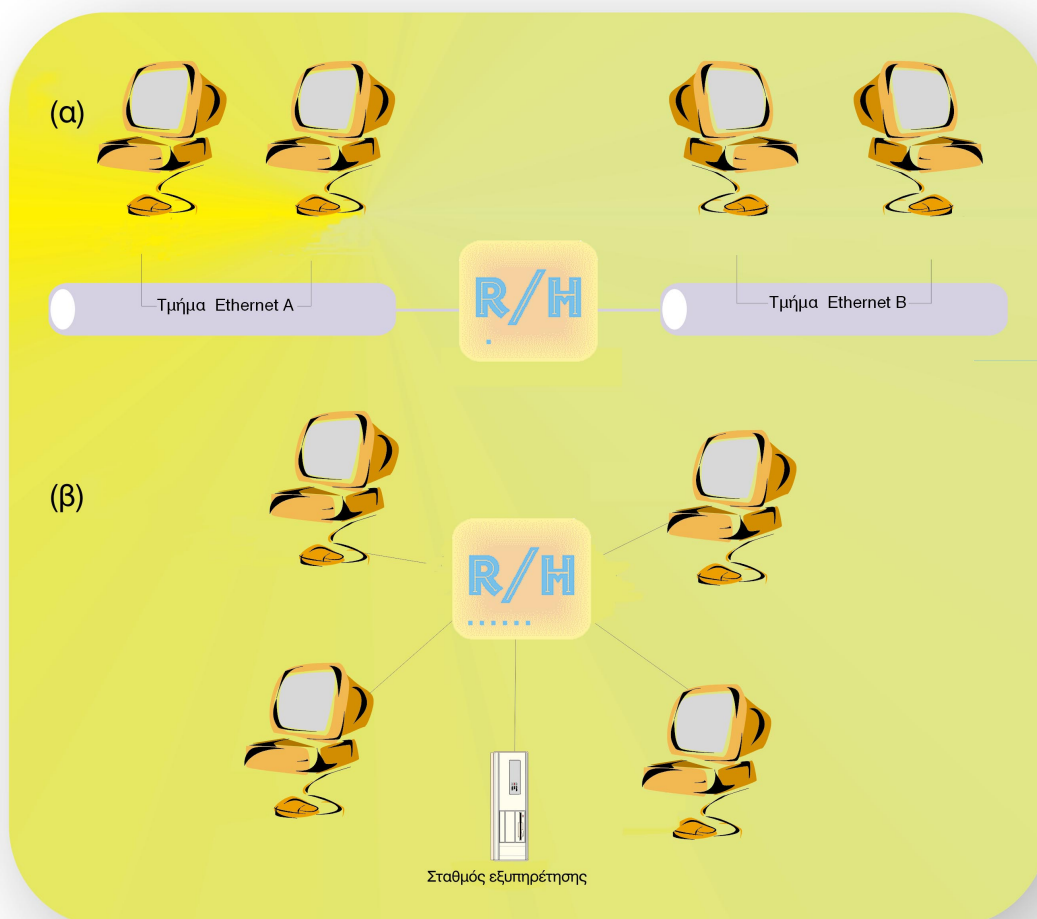 (α)
Τμήμα Ethernet A
R/H
Τμήμα Ethernet B
(β)
R/H
Σταθμός εξυπηρέτησης